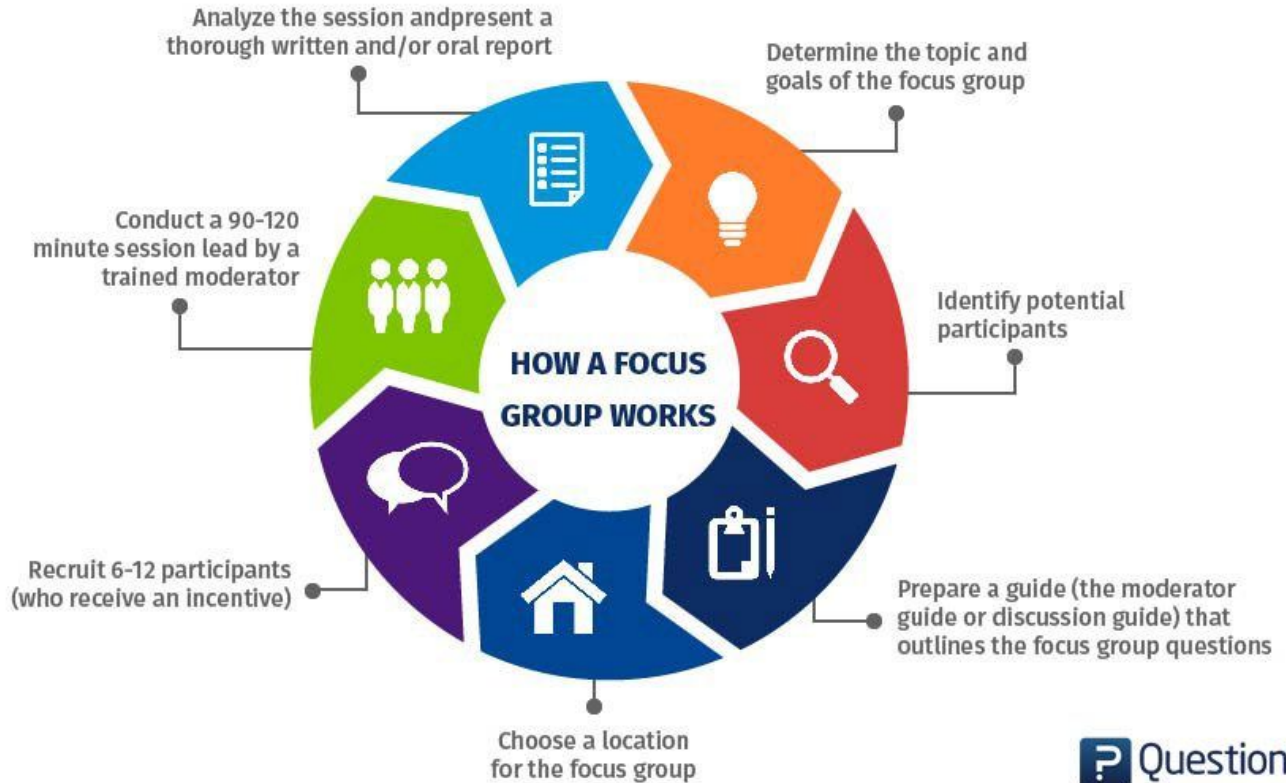 HOW A FOCUS
GROUP WORKS
Determine the topic and
goals of the focus group
Identify potential
participants
Prepare a guide (the moderator
guide or discussion guide) that
outlines the focus group questions
Choose a location
for the focus group
Recruit 6-12 participants
(who receive an incentive)
Conduct a 90-120
minute session lead by a
trained moderator
Analyze the session andpresent a
thorough written and/or oral report
Question